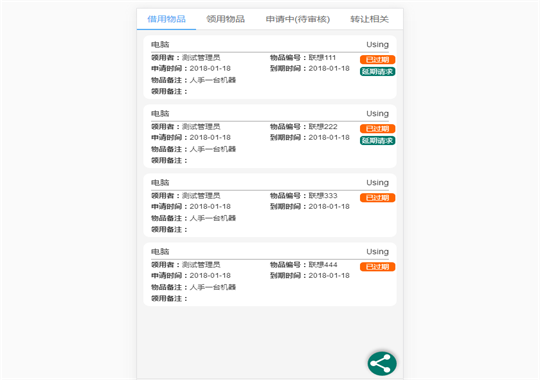 借用物品 领用物品 申请中(待审核) 转让相关
电脑 Using
领用者：测试管理员 物品编号：联想111 已过期
申请时间：2018-01-18 到期时间：2018-01-18 延期请求
物品备注：人手一台机器
领用备注：
电脑 Using
领用者：测试管理员 物品编号：联想222 已过期
申请时间：2018-01-18 到期时间：2018-01-18 延期请求
物品备注：人手一台机器
领用备注：
电脑 Using
领用者：测试管理员 物品编号：联想333 已过期
申请时间：2018-01-18 到期时间：2018-01-18
物品备注：人手一台机器
领用备注：
电脑 Using
领用者：测试管理员 物品编号：联想444 已过期
申请时间：2018-01-18 到期时间：2018-01-18
物品备注：人手一台机器
领用备注：